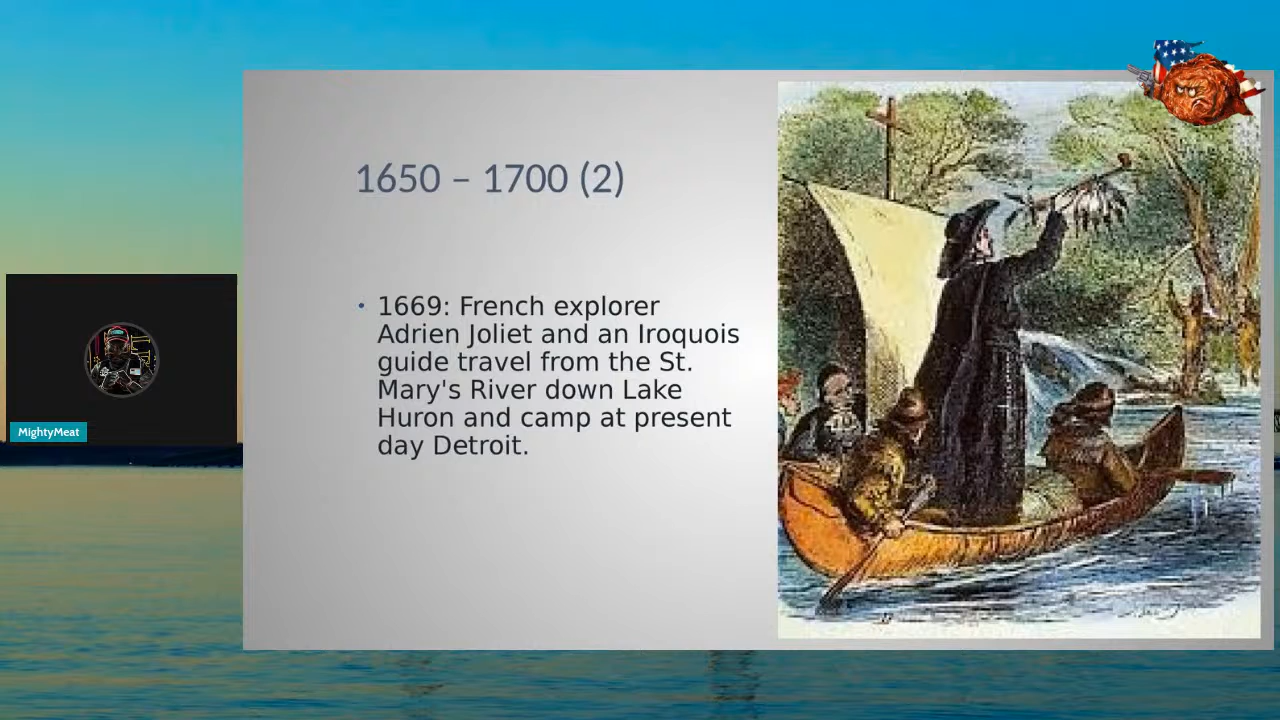 1650 – 1700 (2)
• 1669: French explorer
Adrien Joliet and an Iroquois
guide travel from the St.
Mary's River down Lake
Huron and camp at present
day Detroit.
MightyMeat